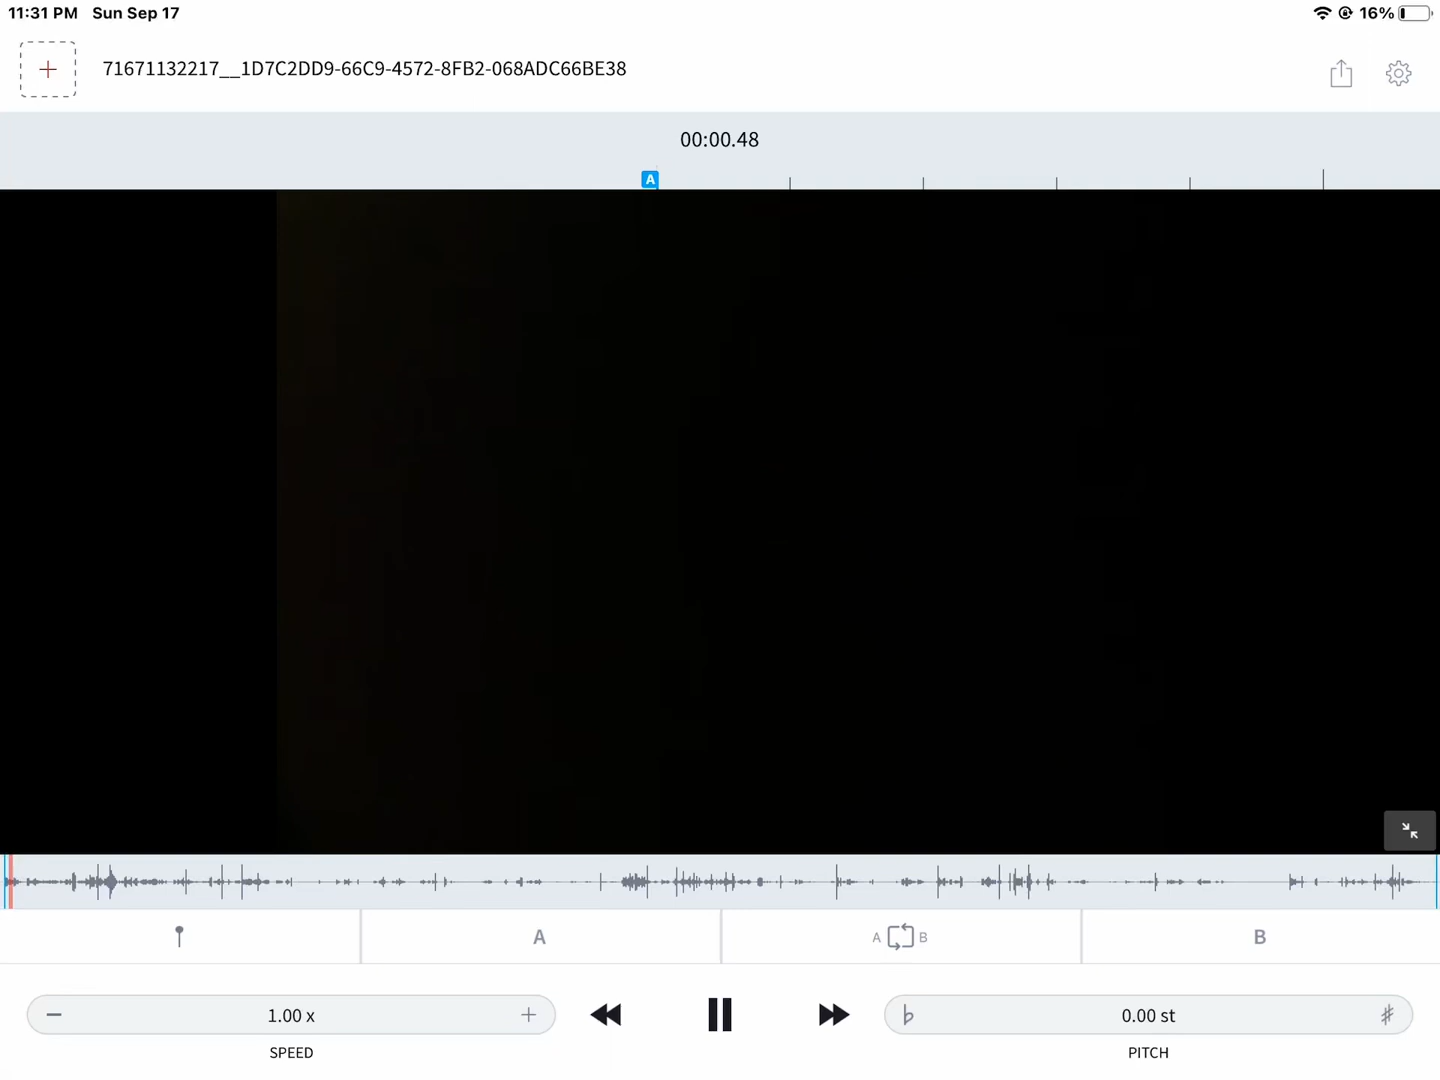 11:31 PM Sun Sep 17 16%
71671132217__1D7C2DD9-66C9-4572-8FB2-068ADC66BE38
00:00.48
A
A A B B
1.00 x 0.00 st
SPEED PITCH